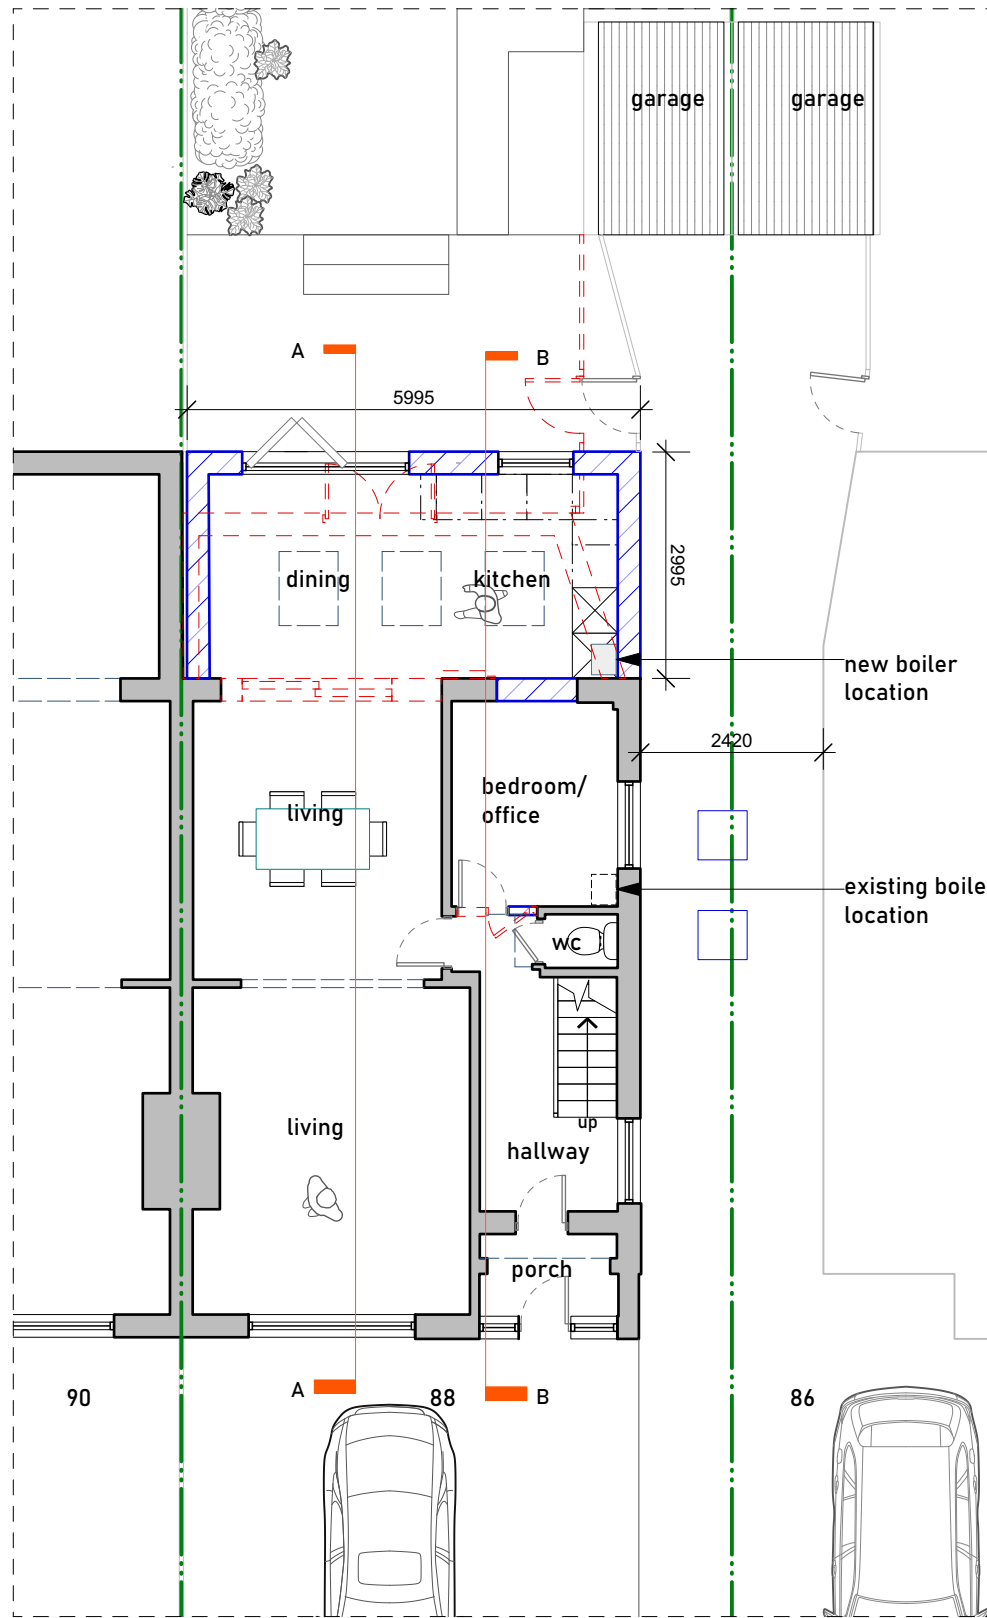 garage
garage
A
B
5995
dining
kitchen
2995
new boiler
location
2420
bedroom/
office
living
existing boile
location
wc
up
living
hallway
porch
A
B
90
88
86